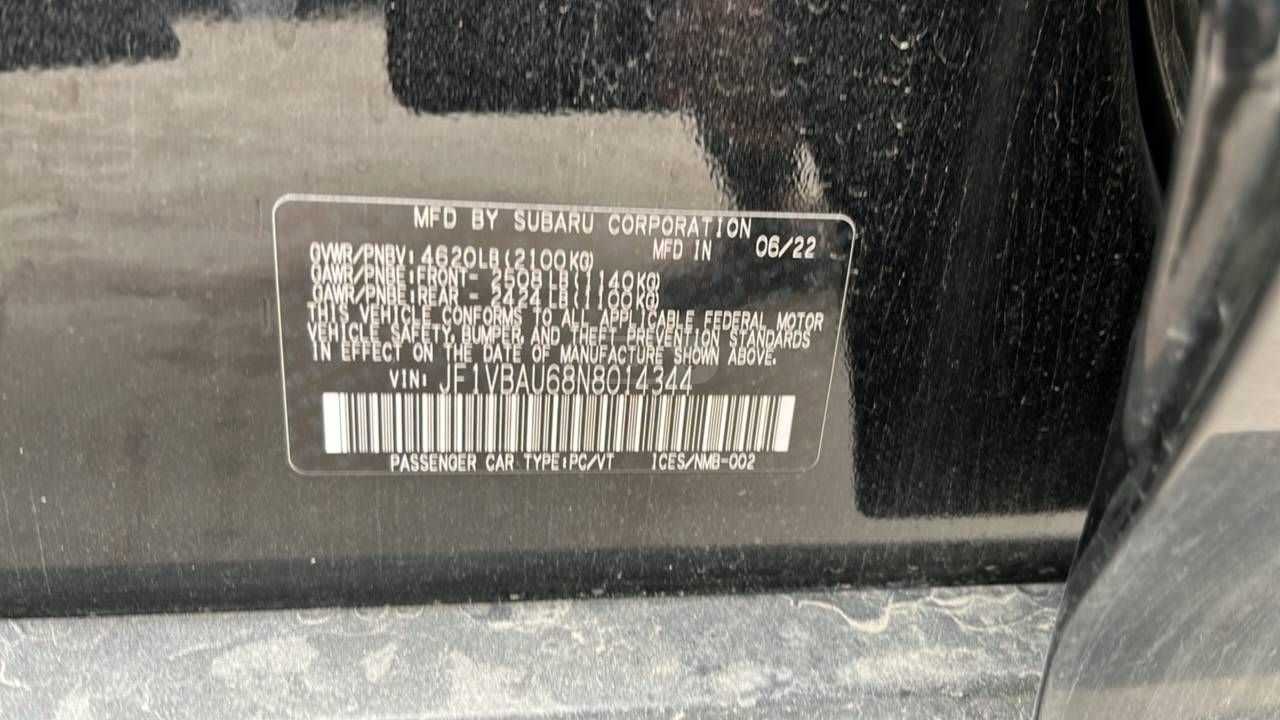 MFD BY SUBARU CORPORATION
MFD IN 06/22
GVWR/PNBV: 4620LB(2100KG)
GAWR/PNBE:FRONT- 2508LB(1140KG)
GAWR/PNBE:REAR - 2424LB(1100KG)
THIS VEHICLE CONFORMS TO ALL APPLICABLE FEDERAL MOTOR
VEHICLE SAFETY, BUMPER, AND THEFT PREVENTION STANDARDS
IN EFFECT ON THE DATE OF MANUFACTURE SHOWN ABOVE.
VIN: JF1VBAU68N8014344
PASSENGER CAR TYPE:PC/VT ICES/NMB-002